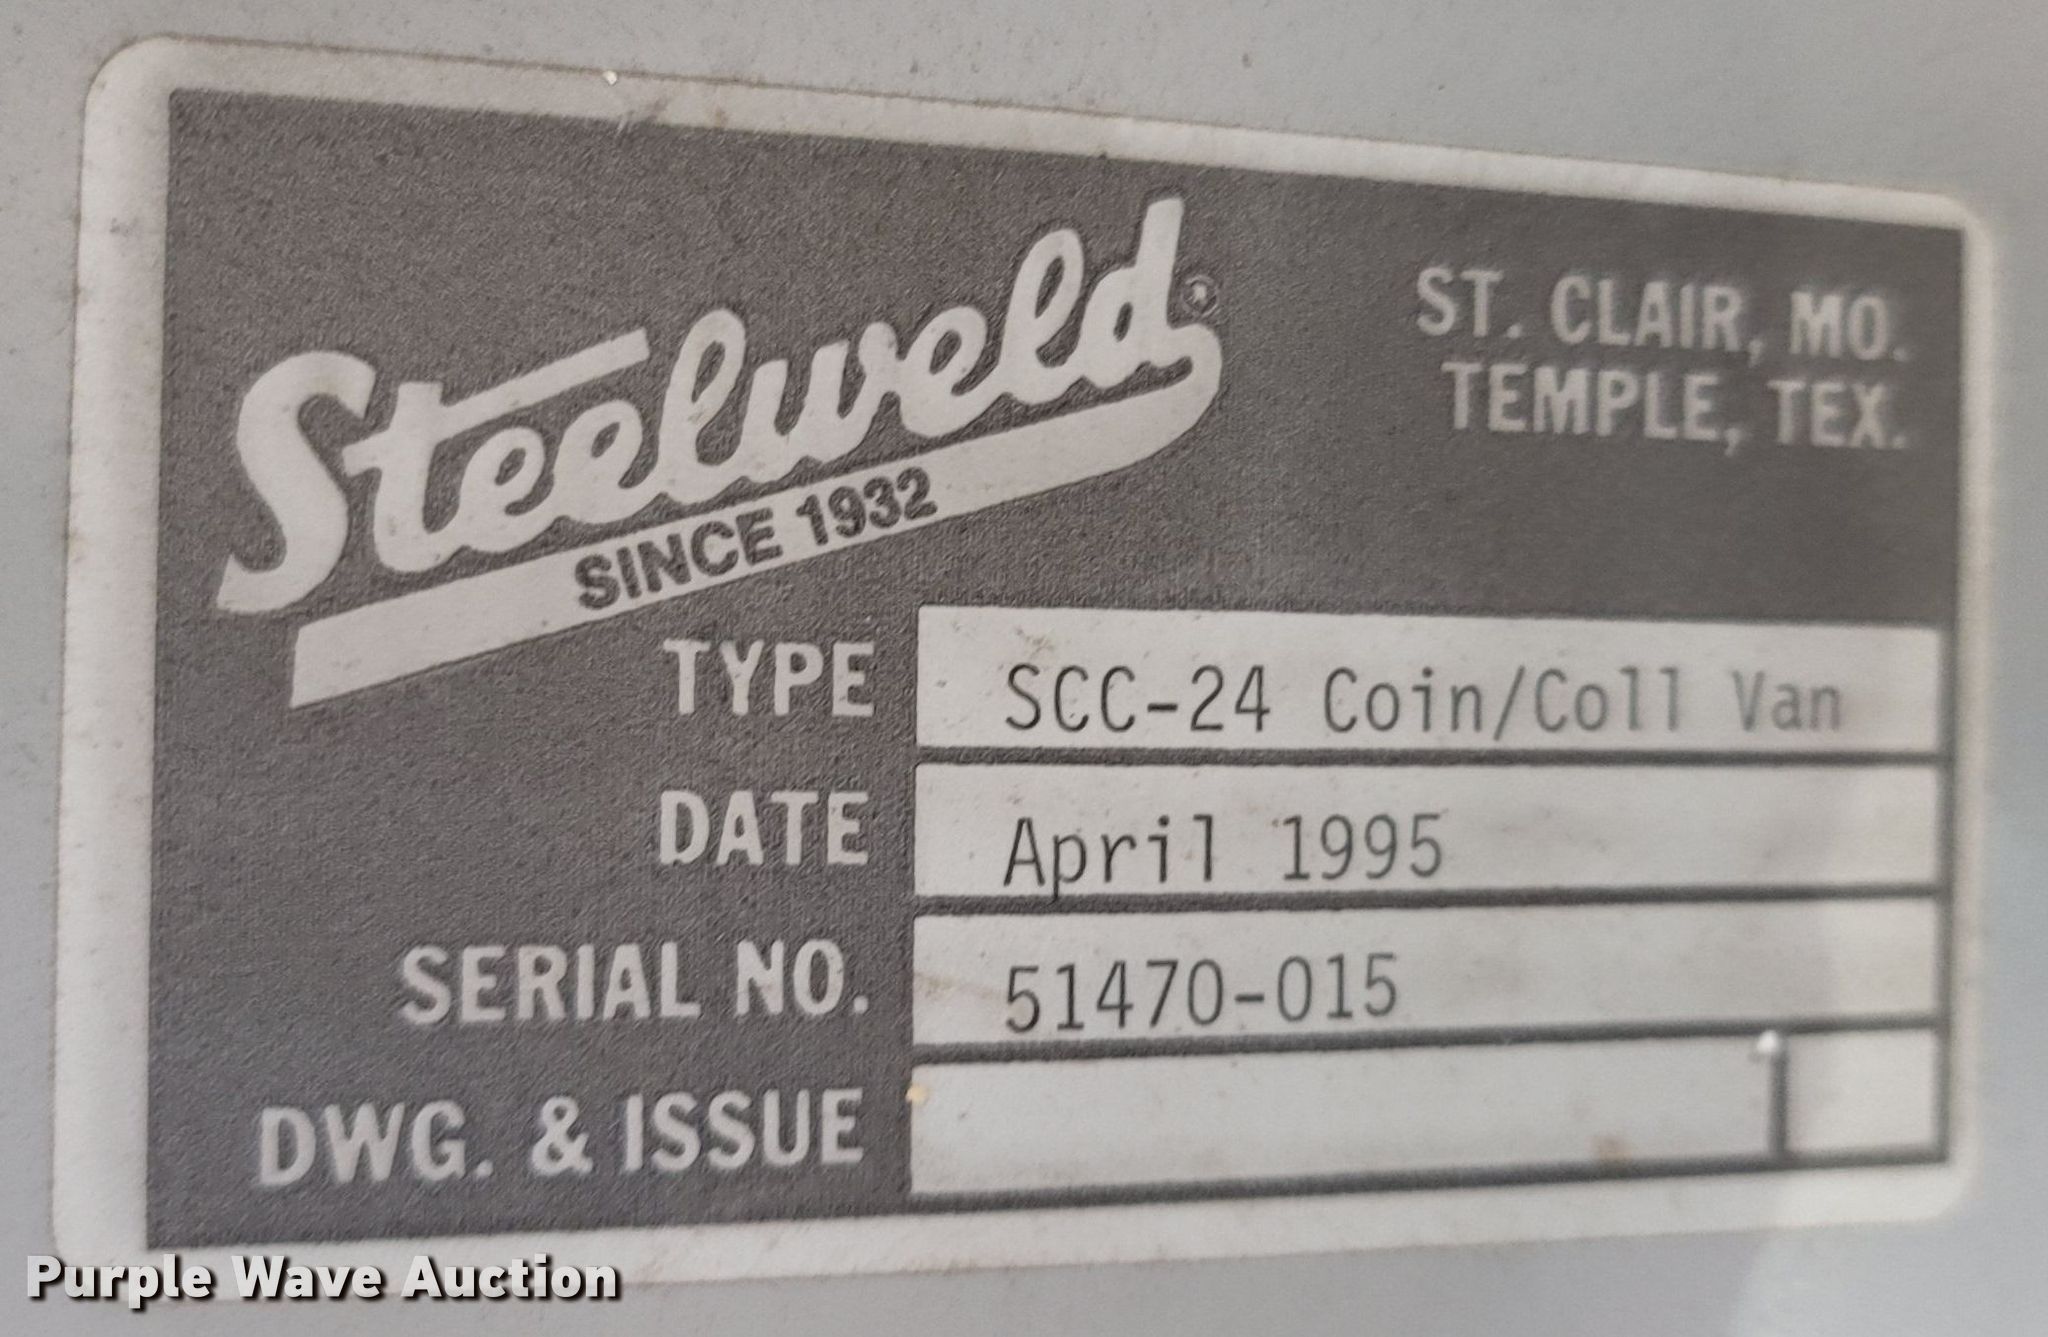 Steelweld®
SINCE 1932
ST. CLAIR, MO.
TEMPLE, TEX.
TYPE SCC-24 Coin/Coll Van
DATE April 1995
SERIAL NO. 51470-015
DWG. & ISSUE
Purple Wave Auction